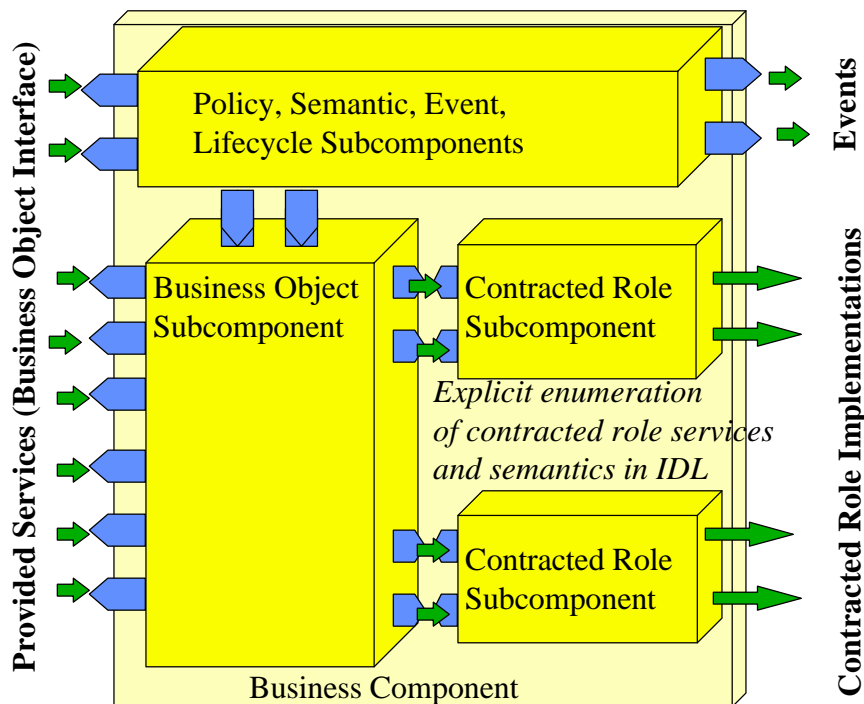 Provided Services (Business Object Interface)
Policy, Semantic, Event,
Lifecycle Subcomponents
Events
Business Object
Subcomponent
Contracted Role
Subcomponent
Explicit enumeration
of contracted role services
and semantics in IDL
Contracted Role
Subcomponent
Contracted Role Implementations
Business Component